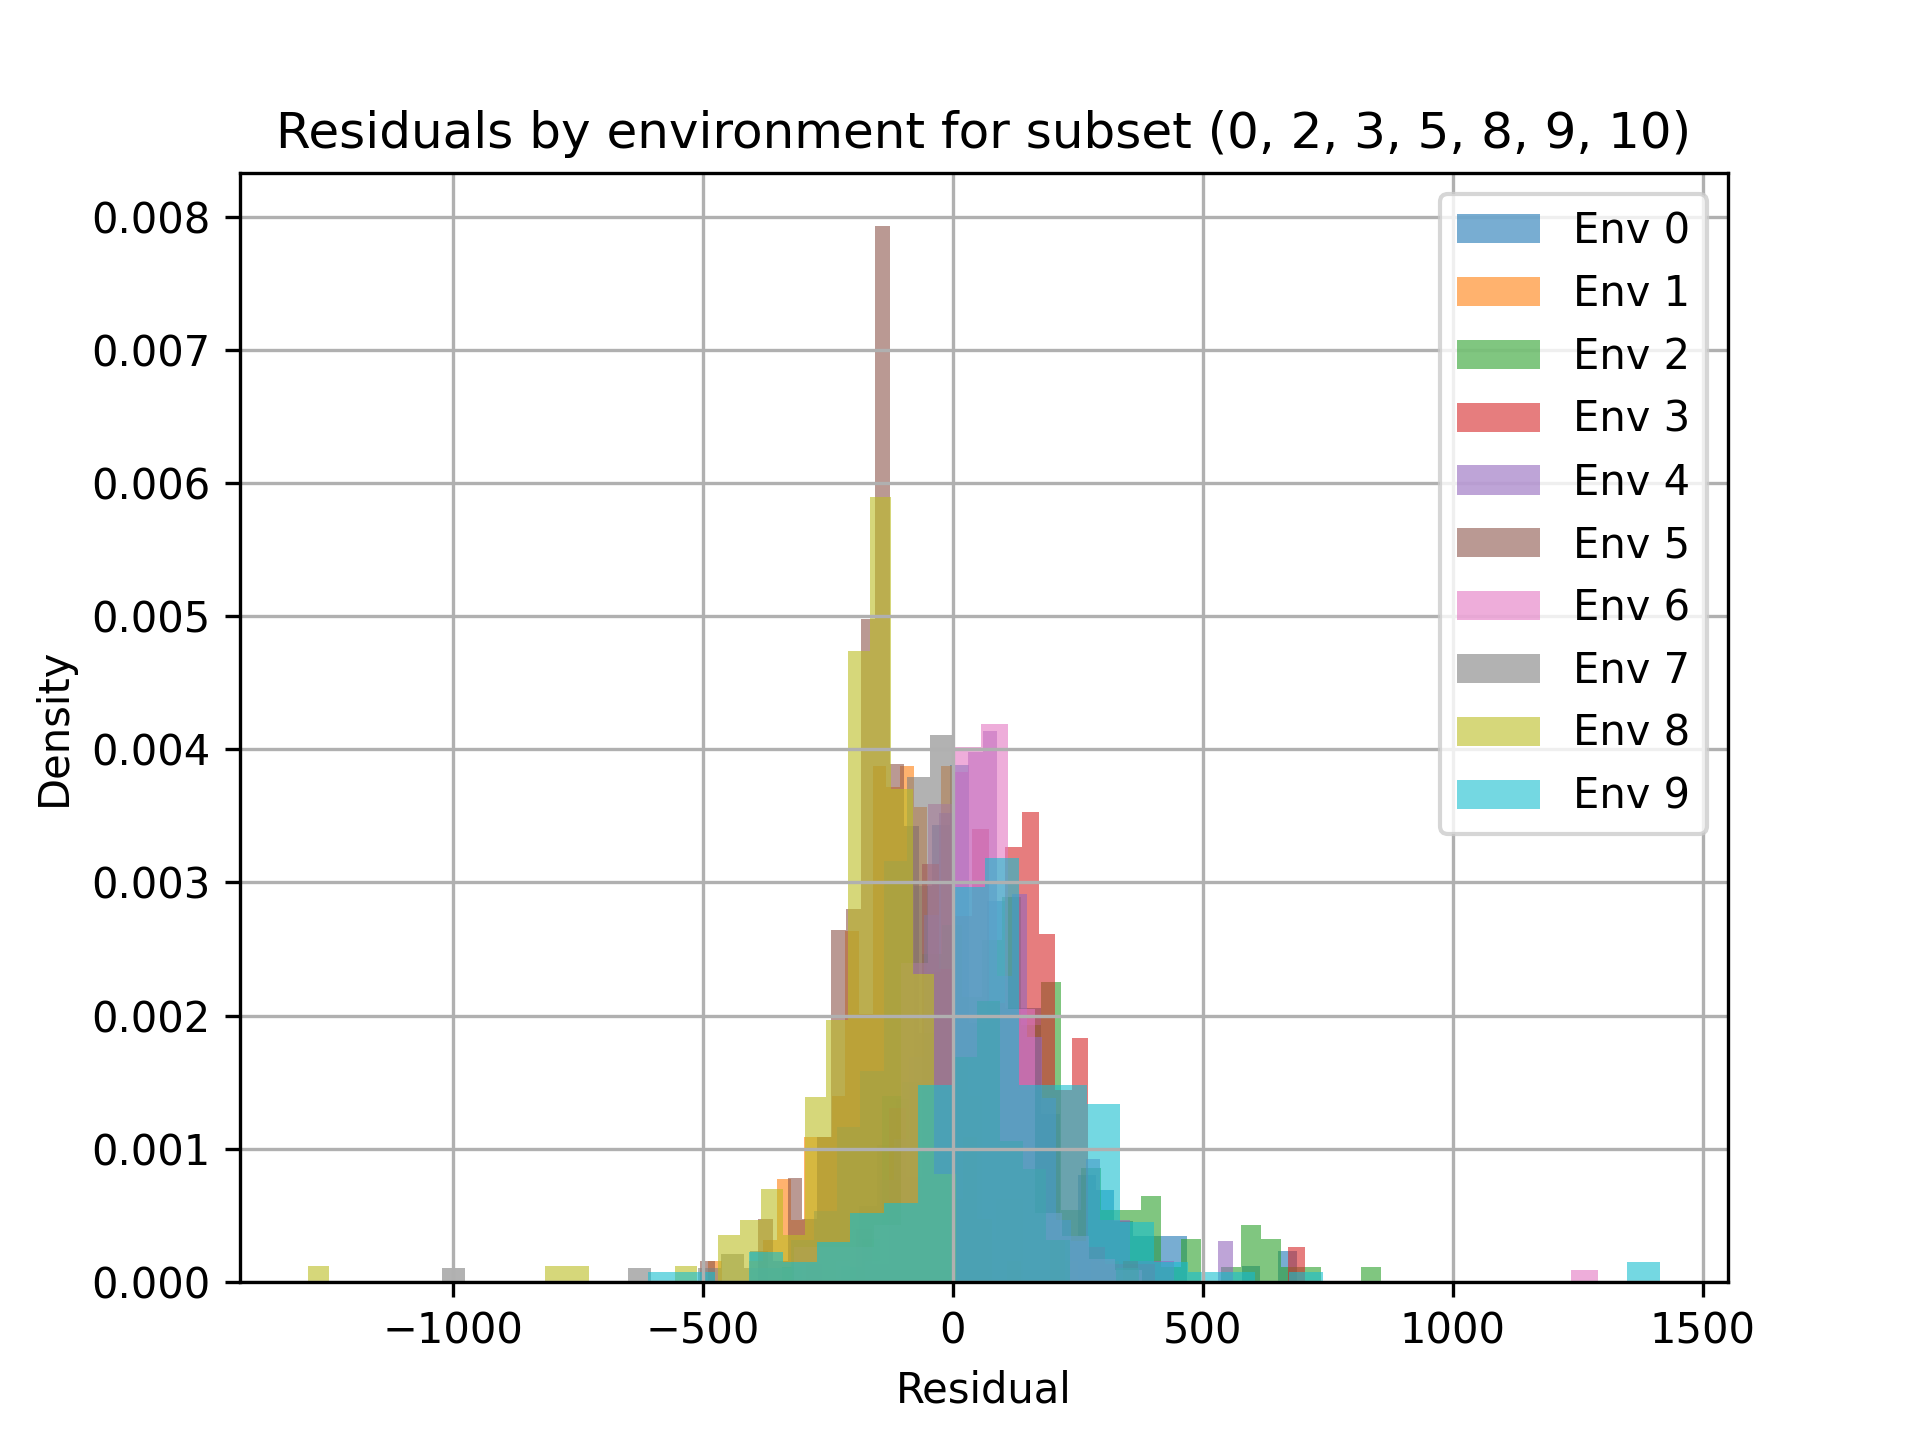 Residuals by environment for subset (0, 2, 3, 5, 8, 9, 10)
0.008
0.007
0.006
0.005
0.004
0.003
0.002
0.001
0.000
Density
Env 0
Env 1
Env 2
Env 3
Env 4
Env 5
Env 6
Env 7
Env 8
Env 9
−1000 −500 0 500 1000 1500
Residual